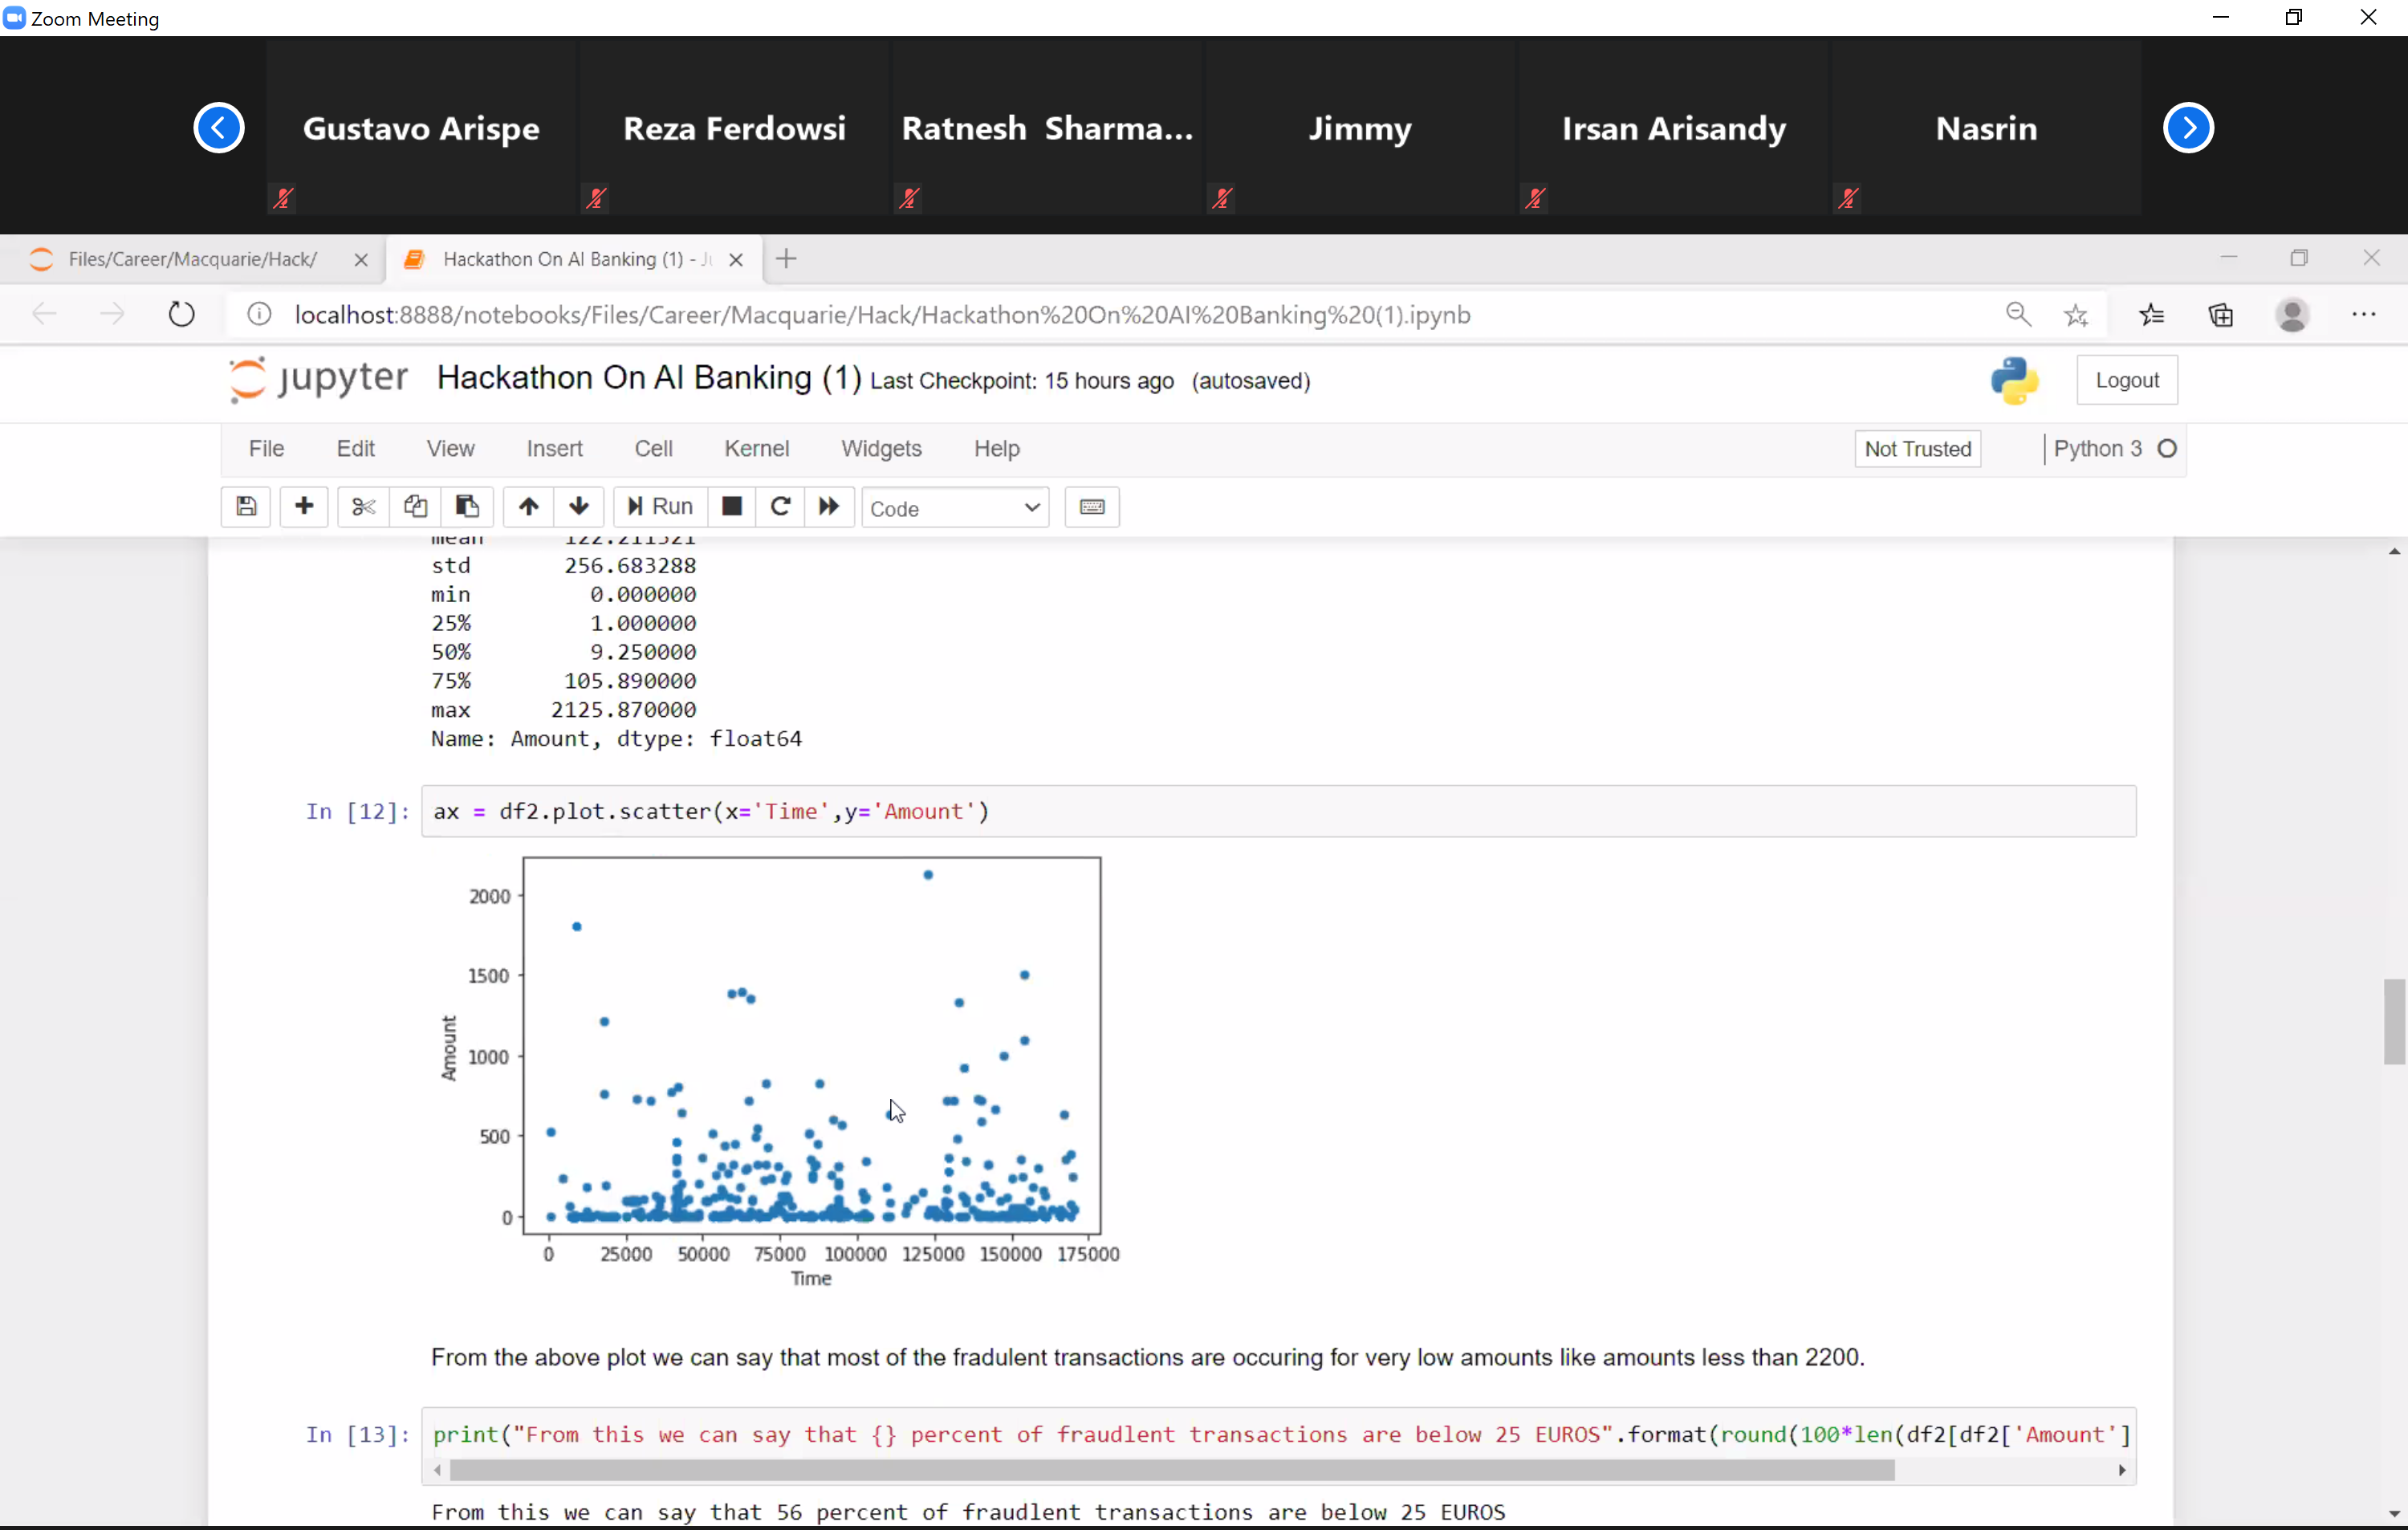 Zoom Meeting
Gustavo Arispe
Reza Ferdowsi
Ratnesh Sharma...
Jimmy
Irsan Arisandy
Nasrin
Files/Career/Macquarie/Hack/
Hackathon On AI Banking (1) - Ju
localhost:8888/notebooks/Files/Career/Macquarie/Hack/Hackathon%20On%20AI%20Banking%20(1).ipynb
jupyter Hackathon On AI Banking (1) Last Checkpoint: 15 hours ago (autosaved)
Logout
File Edit View Insert Cell Kernel Widgets Help
Not Trusted
Python 3
Run
Code
mean 122.211321
std 256.683288
min 0.000000
25% 1.000000
50% 9.250000
75% 105.890000
max 2125.870000
Name: Amount, dtype: float64
In [12]: ax = df2.plot.scatter(x='Time',y='Amount')
2000
1500
1000
500
0
Amount
0 25000 50000 75000 100000 125000 150000 175000
Time
From the above plot we can say that most of the fradulent transactions are occuring for very low amounts like amounts less than 2200.
In [13]: print("From this we can say that {} percent of fraudlent transactions are below 25 EUROS".format(round(100*len(df2[df2['Amount']
From this we can say that 56 percent of fraudlent transactions are below 25 EUROS